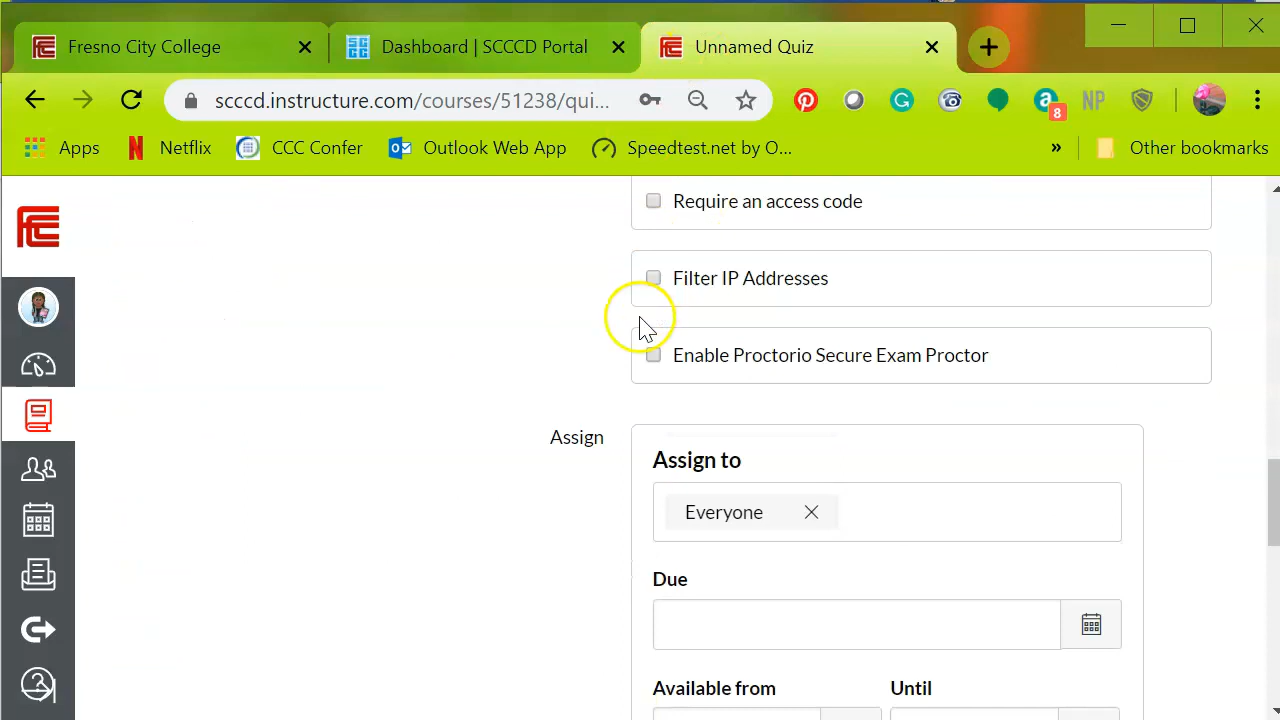 Fresno City College
Dashboard | SCCCD Portal
Unnamed Quiz
scccd.instructure.com/courses/51238/qui...
8
NP
Apps
Netflix
CCC Confer
Outlook Web App
Speedtest.net by O...
»
Other bookmarks
FCC
Require an access code
Filter IP Addresses
Enable Proctorio Secure Exam Proctor
Assign
Assign to
Everyone
Due
Available from
Until